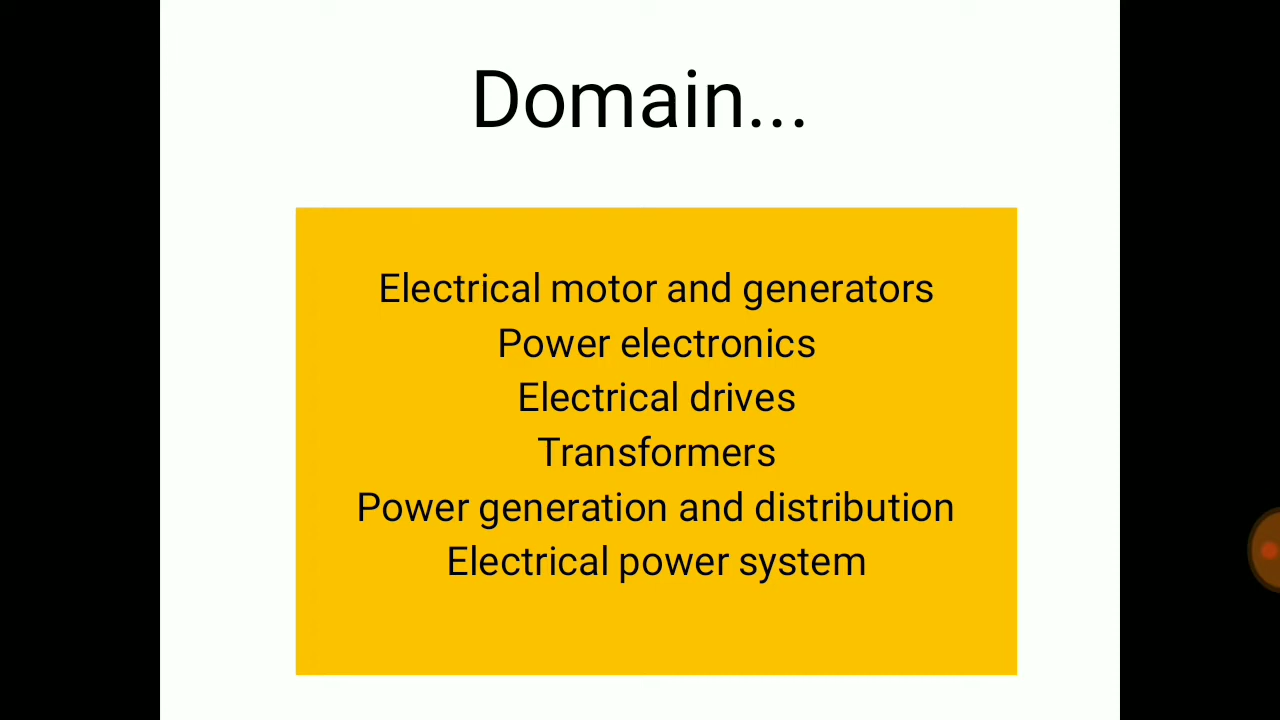 Domain...
Electrical motor and generators
Power electronics
Electrical drives
Transformers
Power generation and distribution
Electrical power system